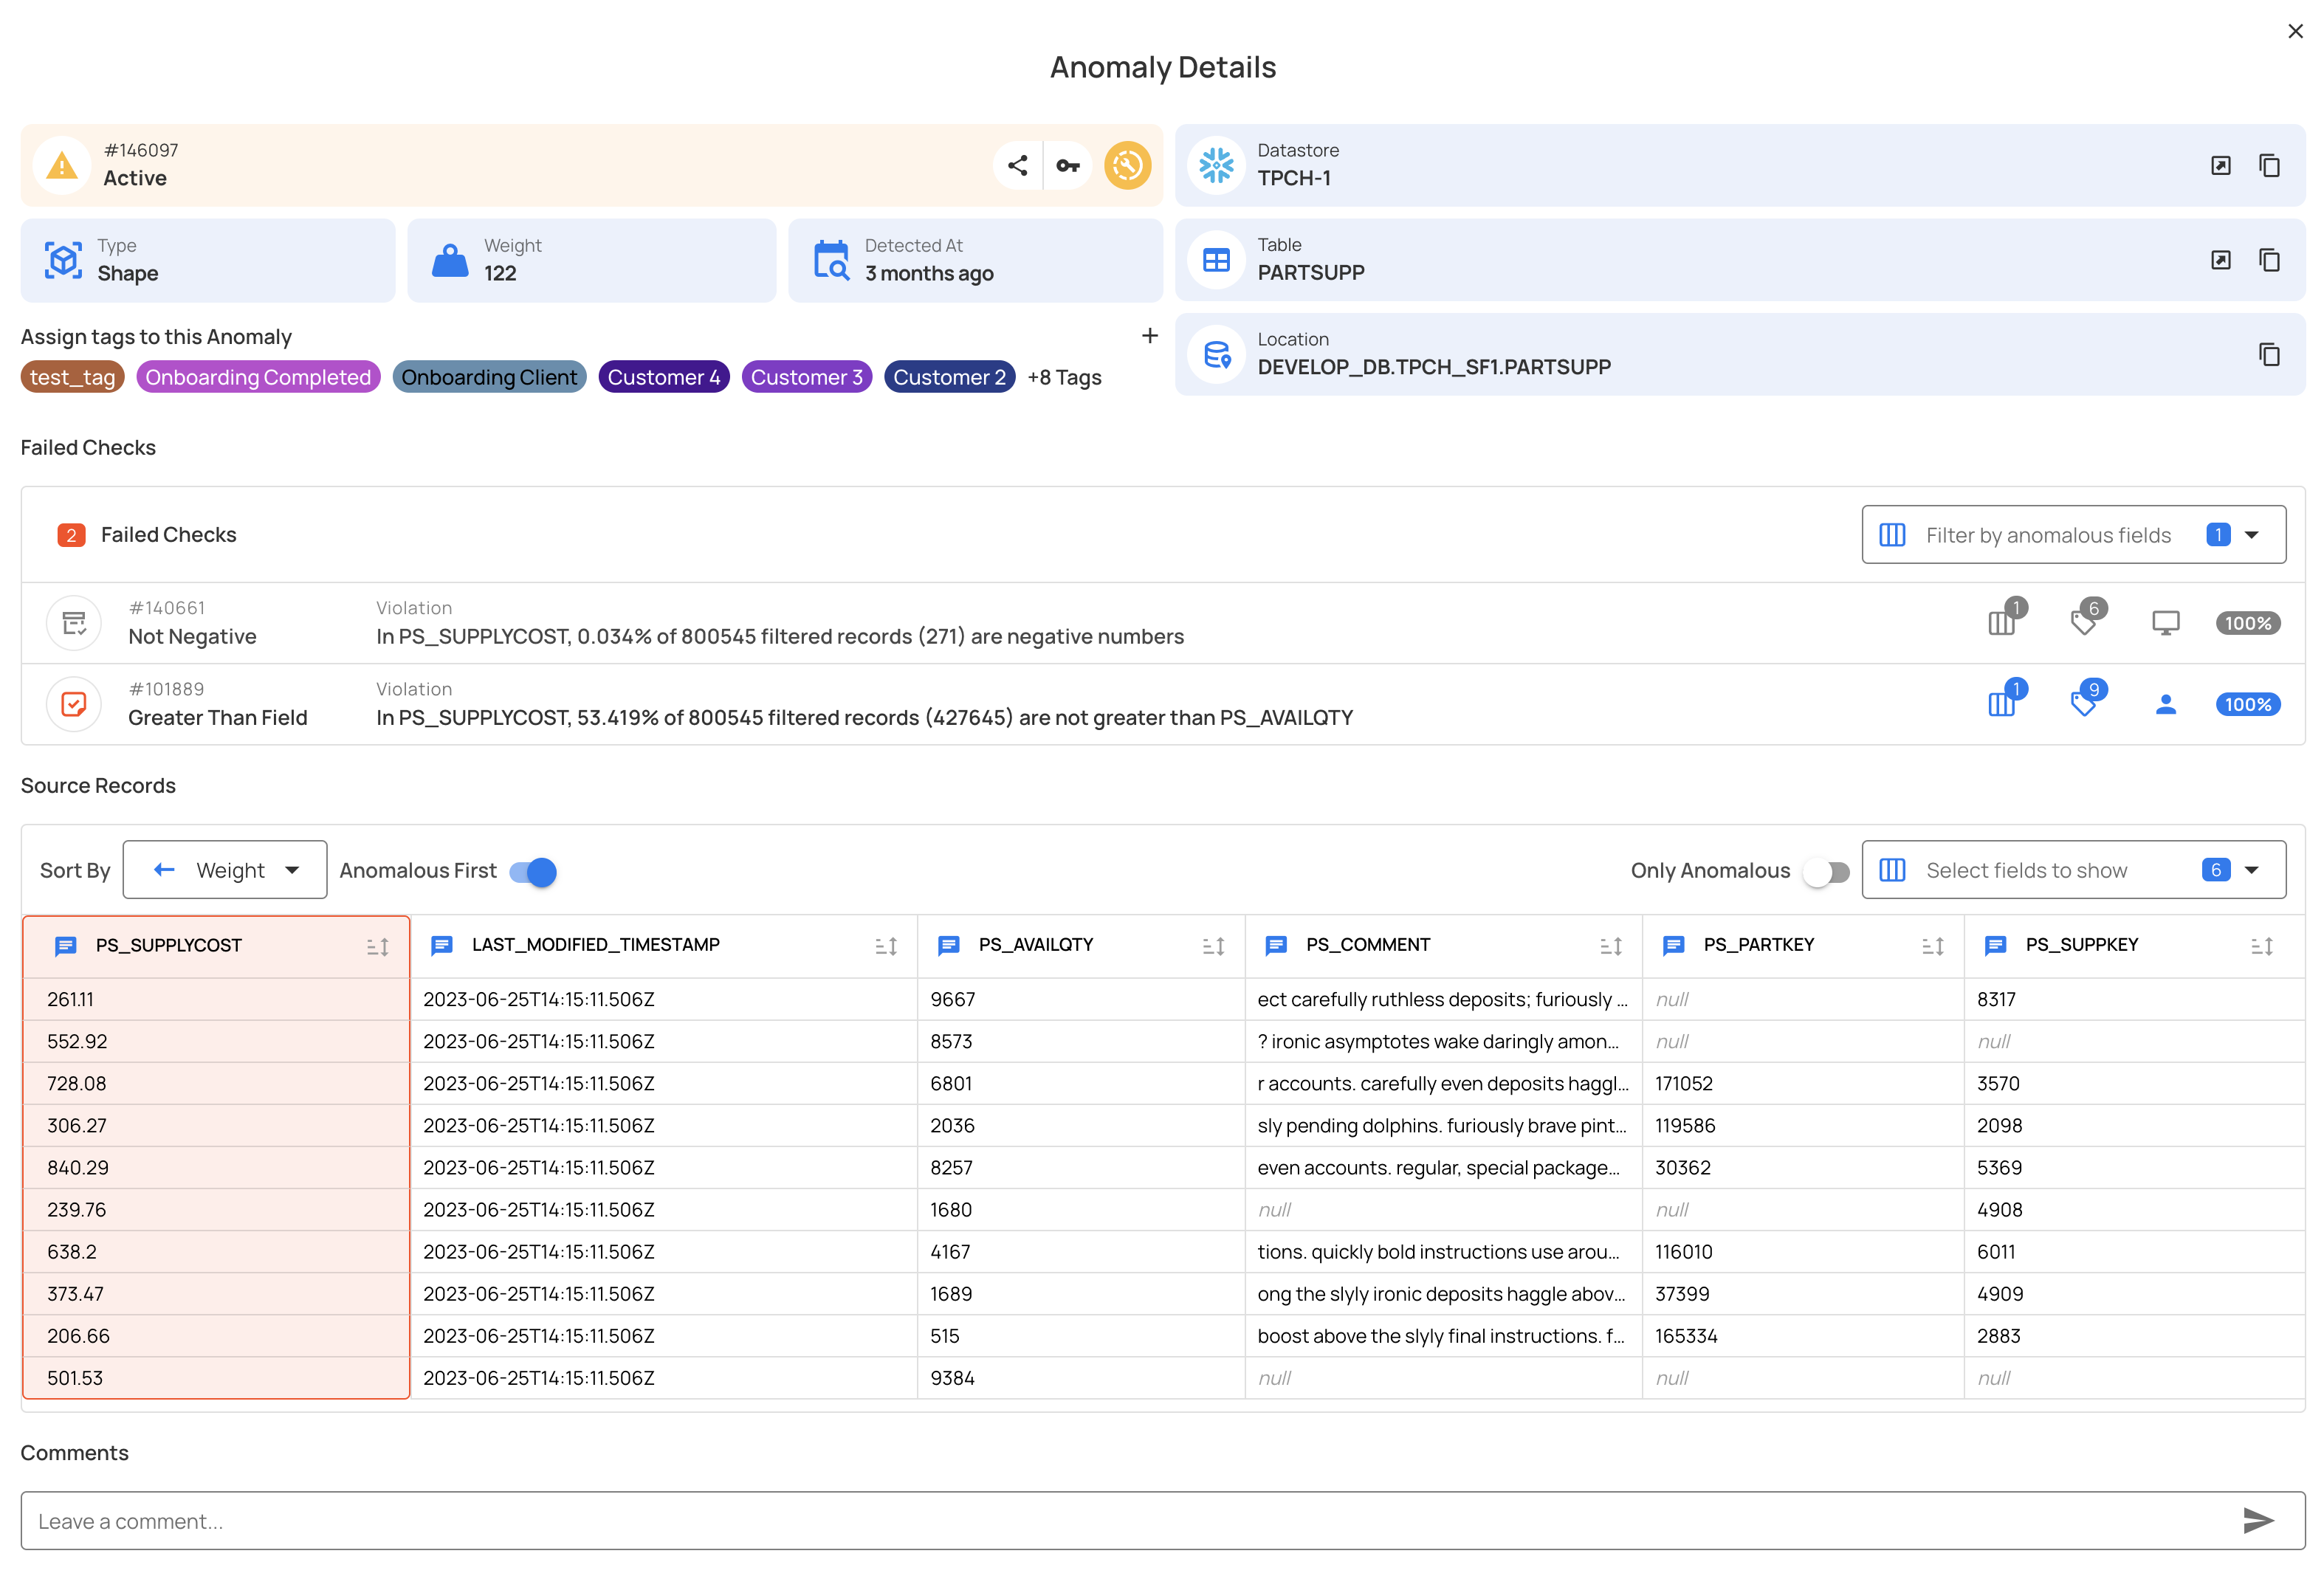 Anomaly Details
#146097
Active
Datastore
TPCH-1
Type
Shape
Weight
122
Detected At
3 months ago
Table
PARTSUPP
Assign tags to this Anomaly
test_tag Onboarding Completed Onboarding Client Customer 4 Customer 3 Customer 2 +8 Tags
Location
DEVELOP_DB.TPCH_SF1.PARTSUPP
Failed Checks
2 Failed Checks
Filter by anomalous fields 1
#140661 Violation
Not Negative In PS_SUPPLYCOST, 0.034% of 800545 filtered records (271) are negative numbers
1 6 100%
#101889 Violation
Greater Than Field In PS_SUPPLYCOST, 53.419% of 800545 filtered records (427645) are not greater than PS_AVAILQTY
1 9 100%
Source Records
Sort By Weight Anomalous First Only Anomalous Select fields to show 6
PS_SUPPLYCOST LAST_MODIFIED_TIMESTAMP PS_AVAILQTY PS_COMMENT PS_PARTKEY PS_SUPPKEY
261.11 2023-06-25T14:15:11.506Z 9667 ect carefully ruthless deposits; furiously ... null 8317
552.92 2023-06-25T14:15:11.506Z 8573 ? ironic asymptotes wake daringly amon... null null
728.08 2023-06-25T14:15:11.506Z 6801 r accounts. carefully even deposits haggl... 171052 3570
306.27 2023-06-25T14:15:11.506Z 2036 sly pending dolphins. furiously brave pint... 119586 2098
840.29 2023-06-25T14:15:11.506Z 8257 even accounts. regular, special package... 30362 5369
239.76 2023-06-25T14:15:11.506Z 1680 null null 4908
638.2 2023-06-25T14:15:11.506Z 4167 tions. quickly bold instructions use arou... 116010 6011
373.47 2023-06-25T14:15:11.506Z 1689 ong the slyly ironic deposits haggle abov... 37399 4909
206.66 2023-06-25T14:15:11.506Z 515 boost above the slyly final instructions. f... 165334 2883
501.53 2023-06-25T14:15:11.506Z 9384 null null null
Comments
Leave a comment...